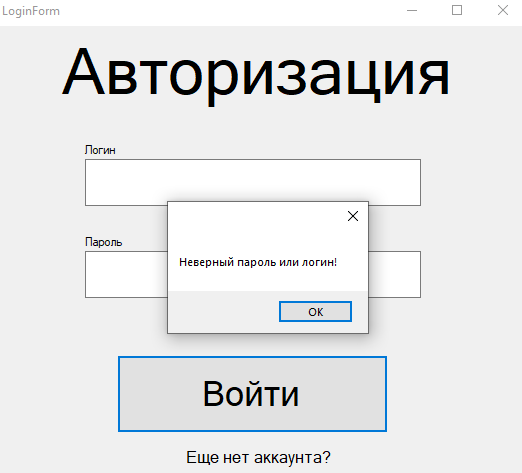 LoginForm
Авторизация
Логин
Пароль
Неверный пароль или логин!
OK
Войти
Еще нет аккаунта?